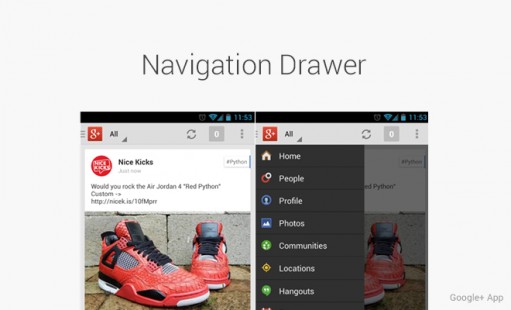 Navigation Drawer
11:53
g+ All 0
NICE KICKS
Nice Kicks
Just now
#Python
Would you rock the Air Jordan 4 "Red Python"
Custom -->
http://nicek.is/10fMprr
11:53
g+ All 0
Home
People
Profile
Photos
Communities
Locations
Hangouts
#Python
Google+ App